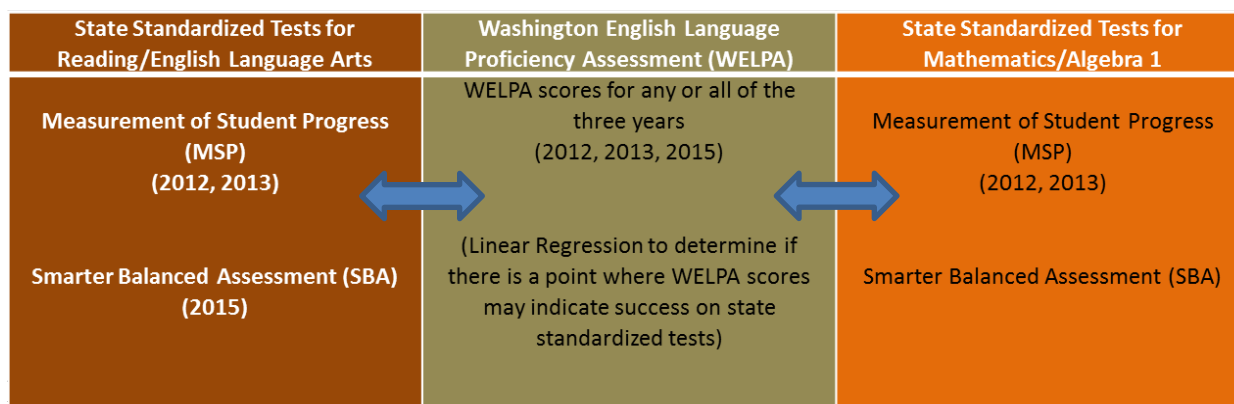 State Standardized Tests for
Reading/English Language Arts
Washington English Language
Proficiency Assessment (WELPA)
State Standardized Tests for
Mathematics/Algebra 1
Measurement of Student Progress
(MSP)
(2012, 2013)
Smarter Balanced Assessment (SBA)
(2015)
WELPA scores for any or all of the
three years
(2012, 2013, 2015)
(Linear Regression to determine if
there is a point where WELPA scores
may indicate success on state
standardized tests)
Measurement of Student Progress
(MSP)
(2012, 2013)
Smarter Balanced Assessment (SBA)